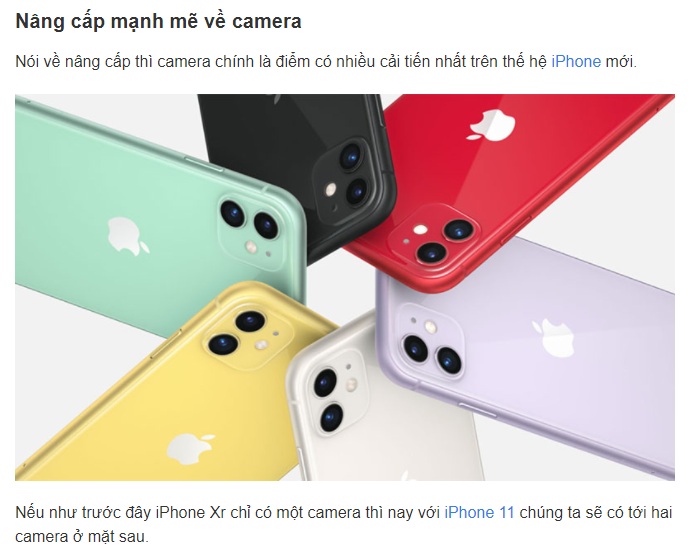 Nâng cấp mạnh mẽ về camera
Nói về nâng cấp thì camera chính là điểm có nhiều cải tiến nhất trên thế hệ iPhone mới.
Nếu như trước đây iPhone Xr chỉ có một camera thì nay với iPhone 11 chúng ta sẽ có tới hai
camera ở mặt sau.